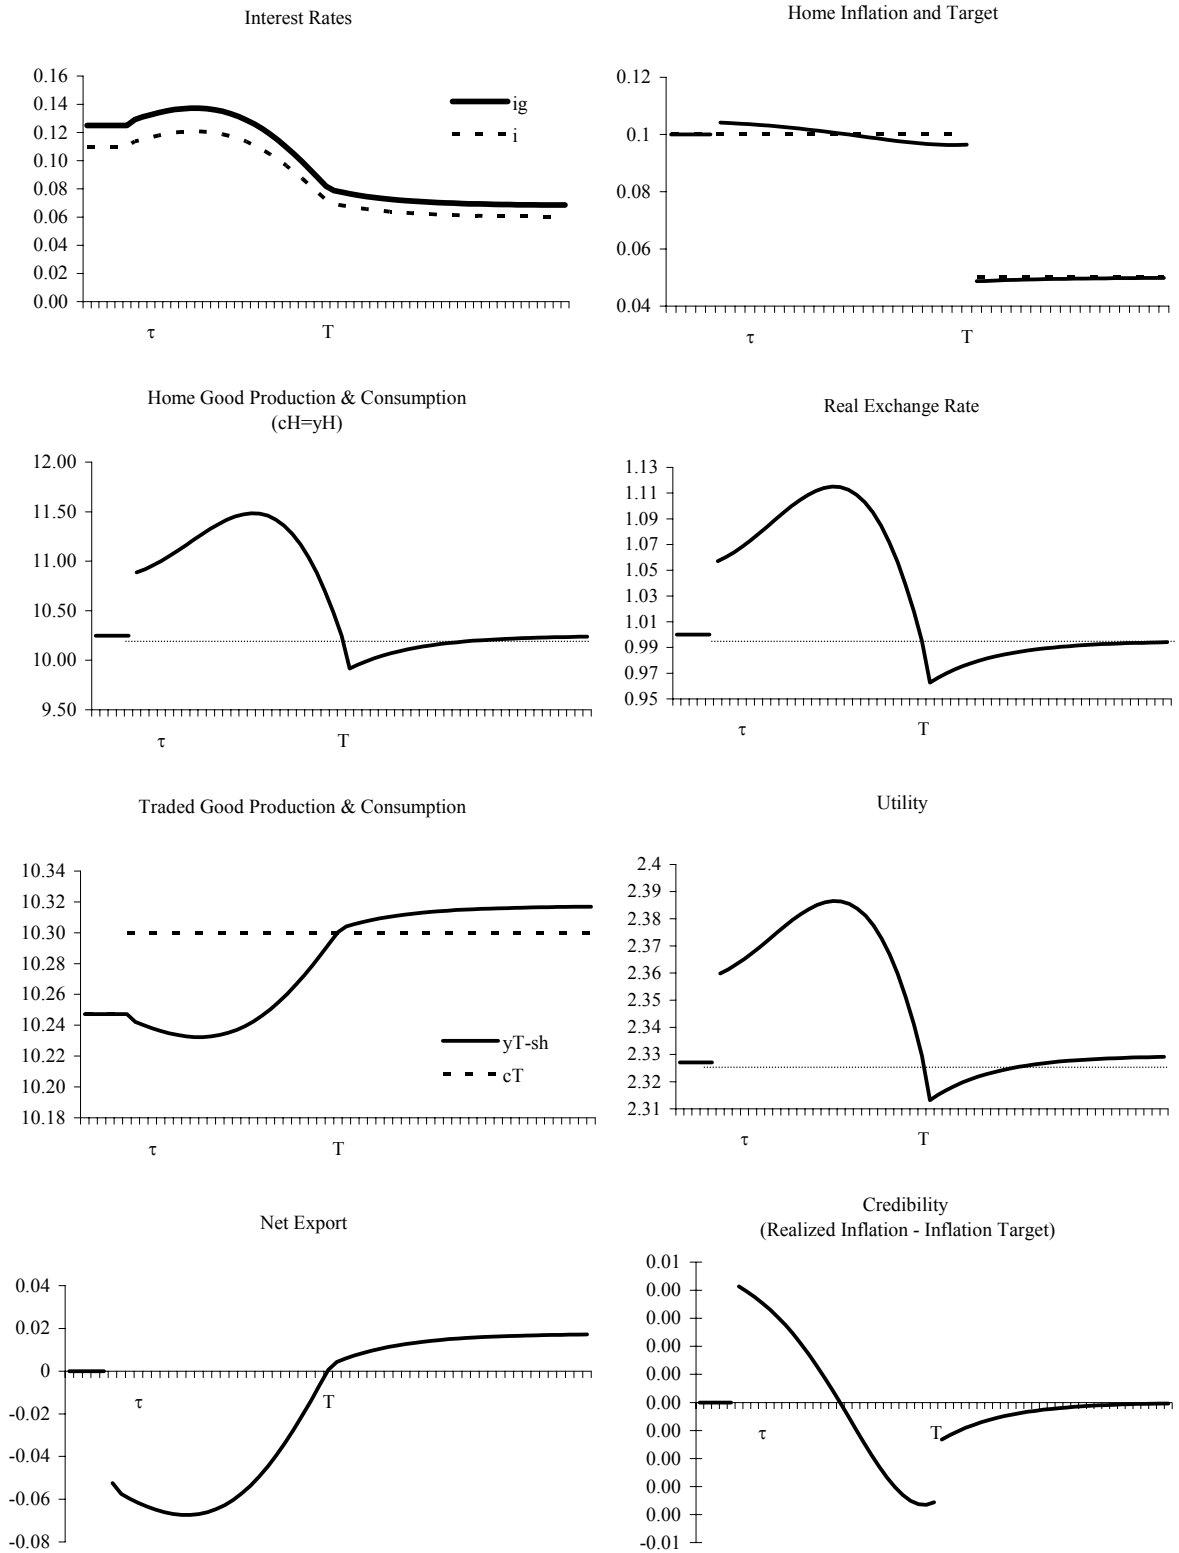 Interest Rates
0.16
0.14
0.12
0.10
0.08
0.06
0.04
0.02
0.00
ig
i
τ
T
Home Inflation and Target
0.12
0.1
0.08
0.06
0.04
τ
T
Home Good Production & Consumption
(cH=yH)
12.00
11.50
11.00
10.50
10.00
9.50
τ
T
Real Exchange Rate
1.13
1.11
1.09
1.07
1.05
1.03
1.01
0.99
0.97
0.95
τ
T
Traded Good Production & Consumption
10.34
10.32
10.30
10.28
10.26
10.24
10.22
10.20
10.18
yT-sh
cT
τ
T
Utility
2.4
2.39
2.38
2.37
2.36
2.35
2.34
2.33
2.32
2.31
τ
T
Net Export
0.04
0.02
0
-0.02
-0.04
-0.06
-0.08
τ
T
Credibility
(Realized Inflation - Inflation Target)
0.01
0.00
0.00
0.00
0.00
0.00
0.00
0.00
0.00
0.00
-0.01
τ
T